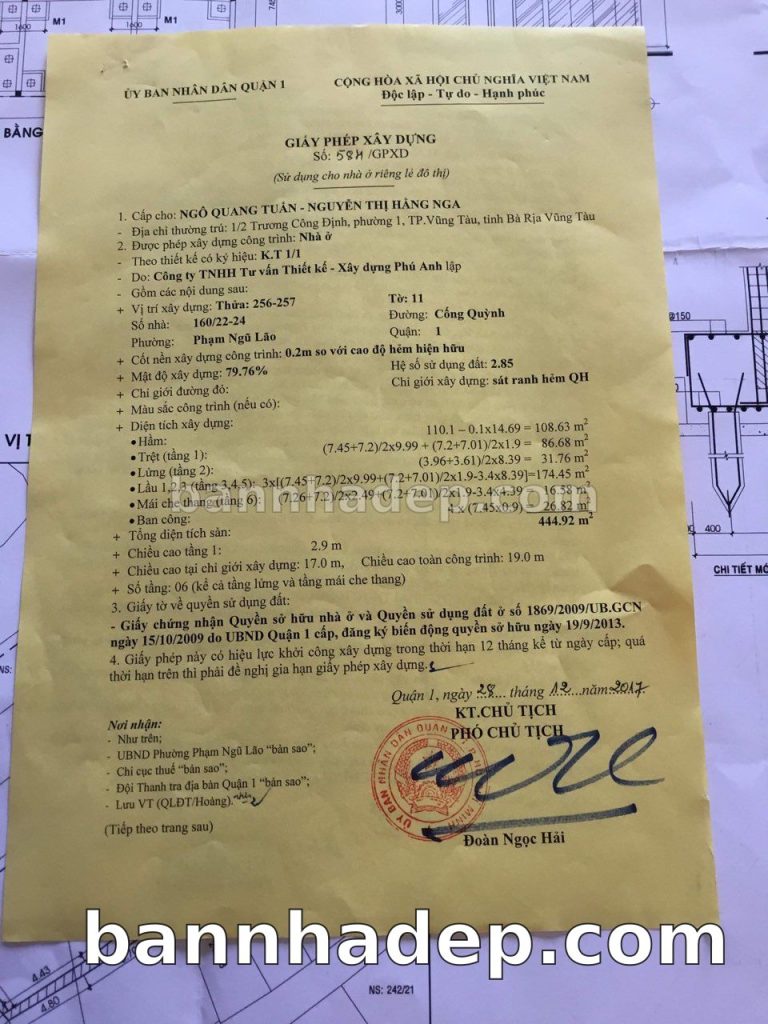 1600
1600
M1
M1
7450
ỦY BAN NHÂN DÂN QUẬN 1
CỘNG HÒA XÃ HỘI CHỦ NGHĨA VIỆT NAM
Độc lập - Tự do - Hạnh phúc
BẰNG
GIẤY PHÉP XÂY DỰNG
Số: 584 /GPXD
(Sử dụng cho nhà ở riêng lẻ đô thị)
1. Cấp cho: NGÔ QUANG TUẤN - NGUYỄN THỊ HẰNG NGA
- Địa chỉ thường trú: 1/2 Trương Công Định, phường 1, TP.Vũng Tàu, tỉnh Bà Rịa Vũng Tàu
2. Được phép xây dựng công trình: Nhà ở
- Theo thiết kế có ký hiệu: K.T 1/1
- Do: Công ty TNHH Tư vấn Thiết kế - Xây dựng Phú Anh lập
- Gồm các nội dung sau:
+ Vị trí xây dựng: Thửa: 256-257 Tờ: 11
Số nhà: 160/22-24 Đường: Cống Quỳnh
Phường: Phạm Ngũ Lão Quận: 1
+ Cốt nền xây dựng công trình: 0.2m so với cao độ hẻm hiện hữu
+ Mật độ xây dựng: 79.76% Hệ số sử dụng đất: 2.85
+ Chỉ giới đường đỏ: Chỉ giới xây dựng: sát ranh hẻm QH
+ Màu sắc công trình (nếu có):
+ Diện tích xây dựng:
•Hầm: 110.1 – 0.1x14.69 = 108.63 m2
•Trệt (tầng 1): (7.45+7.2)/2x9.99 + (7.2+7.01)/2x1.9 = 86.68 m2
•Lửng (tầng 2): (3.96+3.61)/2x8.39 = 31.76 m2
•Lầu 1,2,3 (tầng 3,4,5): 3x[(7.45+7.2)/2x9.99+(7.2+7.01)/2x1.9-3.4x8.39]=174.45 m2
•Mái che thang (tầng 6): (7.26+7.2)/2x2.49+(7.2+7.01)/2x1.9-3.4x4.39 = 16.58 m2
•Ban công: 4 x (7.45x0.9) = 26.82 m2
+ Tổng diện tích sàn: 444.92 m2
+ Chiều cao tầng 1: 2.9 m
+ Chiều cao tại chỉ giới xây dựng: 17.0 m, Chiều cao toàn công trình: 19.0 m
+ Số tầng: 06 (kể cả tầng lửng và tầng mái che thang)
3. Giấy tờ về quyền sử dụng đất:
- Giấy chứng nhận Quyền sở hữu nhà ở và Quyền sử dụng đất ở số 1869/2009/UB.GCN
ngày 15/10/2009 do UBND Quận 1 cấp, đăng ký biến động quyền sở hữu ngày 19/9/2013.
4. Giấy phép này có hiệu lực khởi công xây dựng trong thời hạn 12 tháng kể từ ngày cấp; quá
thời hạn trên thì phải đề nghị gia hạn giấy phép xây dựng.
Quận 1, ngày 28 tháng 12 năm 2017
KT.CHỦ TỊCH
PHÓ CHỦ TỊCH
Nơi nhận:
- Như trên;
- UBND Phường Phạm Ngũ Lão “bản sao”;
- Chi cục thuế “bản sao”;
- Đội Thanh tra địa bàn Quận 1 “bản sao”;
- Lưu VT (QLĐT/Hoàng).
(Tiếp theo trang sau)
Đoàn Ngọc Hải
bannhadep.com
bannhadep.com
VỊ T
Ø150
400
CHI TIẾT MÓ
NS:
4.43
4.80
NS: 242/21